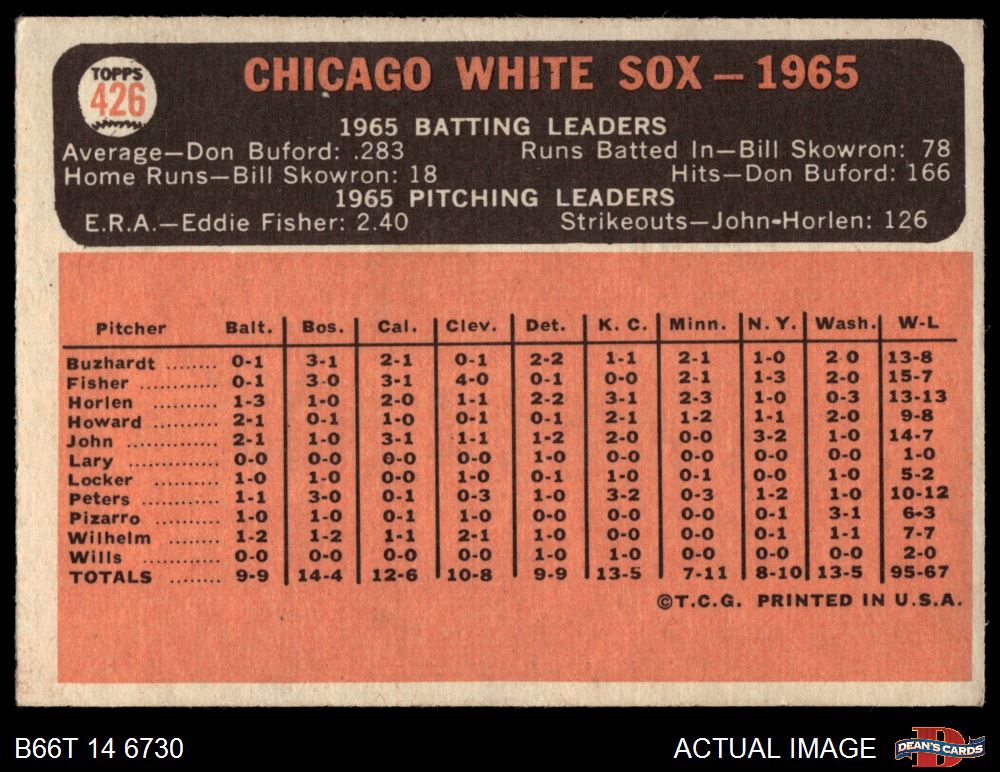 TOPPS
426
CHICAGO WHITE SOX — 1965
1965 BATTING LEADERS
Average—Don Buford: .283 Runs Batted In—Bill Skowron: 78
Home Runs—Bill Skowron: 18 Hits—Don Buford: 166
1965 PITCHING LEADERS
E.R.A.—Eddie Fisher: 2.40 Strikeouts—John-Horlen: 126
Pitcher Balt. Bos. Cal. Clev. Det. K. C. Minn. N. Y. Wash. W-L
Buzhardt ........ 0-1 3-1 2-1 0-1 2-2 1-1 2-1 1-0 2-0 13-8
Fisher ............ 0-1 3-0 3-1 4-0 0-1 0-0 2-1 1-3 2-0 15-7
Horlen .......... 1-3 1-0 2-0 1-1 2-2 3-1 2-3 1-0 0-3 13-13
Howard .......... 2-1 0-1 1-0 0-1 0-1 2-1 1-2 1-1 2-0 9-8
John .............. 2-1 1-0 3-1 1-1 1-2 2-0 0-0 3-2 1-0 14-7
Lary .............. 0-0 0-0 0-0 0-0 1-0 0-0 0-0 0-0 0-0 1-0
Locker .......... 1-0 1-0 0-0 1-0 0-1 1-0 0-1 0-0 1-0 5-2
Peters ............ 1-1 3-0 0-1 0-3 1-0 3-2 0-3 1-2 1-0 10-12
Pizarro .......... 1-0 1-0 0-1 1-0 0-0 0-0 0-0 0-1 3-1 6-3
Wilhelm ........ 1-2 1-2 1-1 2-1 1-0 0-0 0-0 0-1 1-1 7-7
Wills .............. 0-0 0-0 0-0 0-0 1-0 1-0 0-0 0-0 0-0 2-0
TOTALS ........ 9-9 14-4 12-6 10-8 9-9 13-5 7-11 8-10 13-5 95-67
©T.C.G. PRINTED IN U.S.A.
B66T 14 6730 ACTUAL IMAGE
D
DEAN'S CARDS